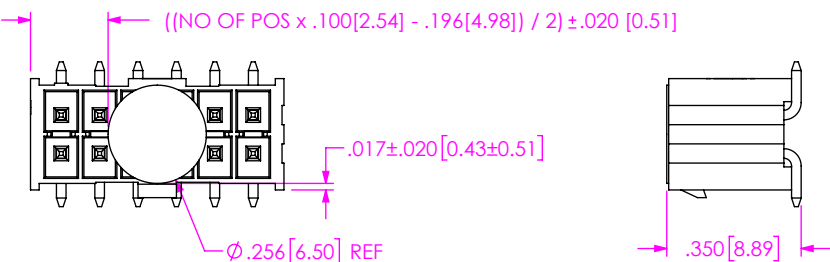 ((NO OF POS x .100[2.54] - .196[4.98]) / 2) ±.020 [0.51]
.017±.020[0.43±0.51]
Ø.256[6.50] REF
.350[8.89]